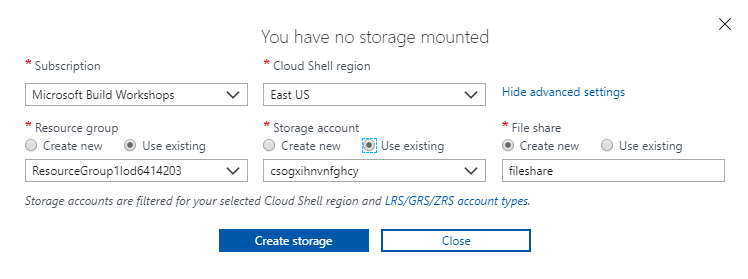 You have no storage mounted
* Subscription
* Cloud Shell region
Microsoft Build Workshops
East US
Hide advanced settings
* Resource group
* Storage account
* File share
Create new Use existing
Create new Use existing
Create new Use existing
ResourceGroup1lod6414203
csogxihnvnfghcy
fileshare
Storage accounts are filtered for your selected Cloud Shell region and LRS/GRS/ZRS account types.
Create storage
Close